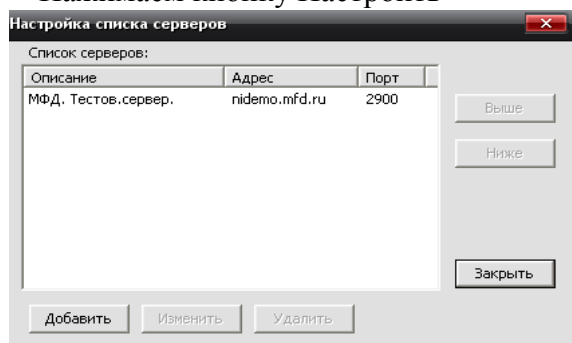 Нажимаем кнопку Настроить
Настройка списка серверов
Список серверов:
Описание Адрес Порт
МФД. Тестов.сервер. nidemo.mfd.ru 2900
Выше
Ниже
Закрыть
Добавить Изменить Удалить